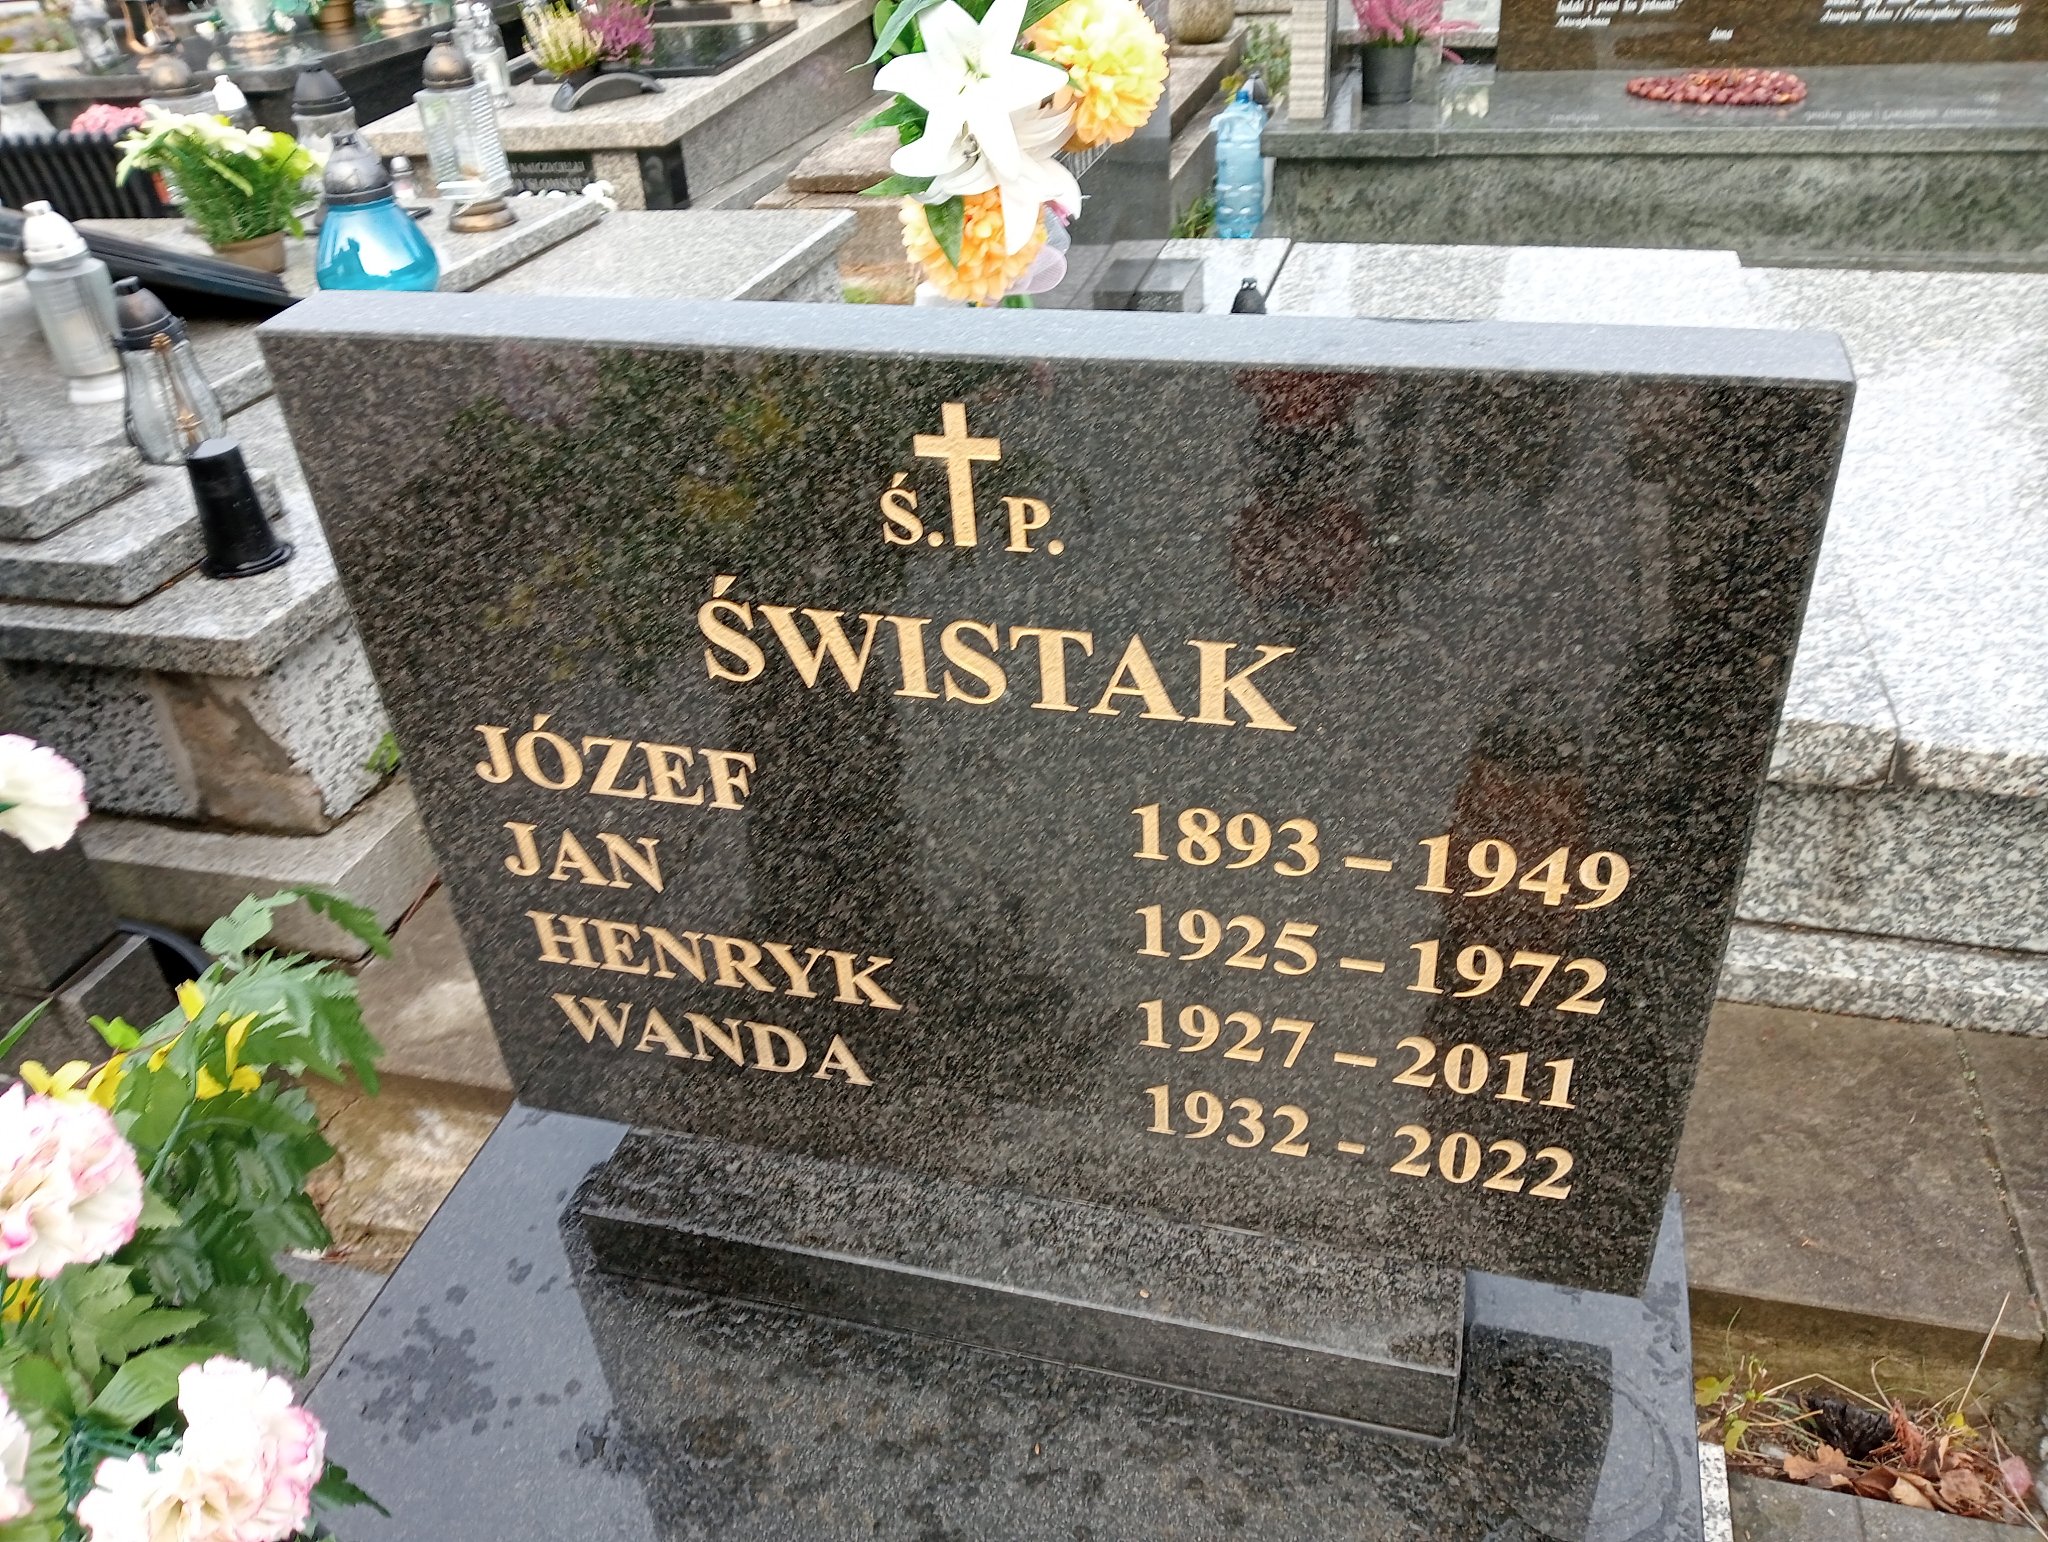 Ś. P.
ŚWISTAK
JÓZEF 1893 – 1949
JAN 1925 – 1972
HENRYK 1927 – 2011
WANDA 1932 - 2022